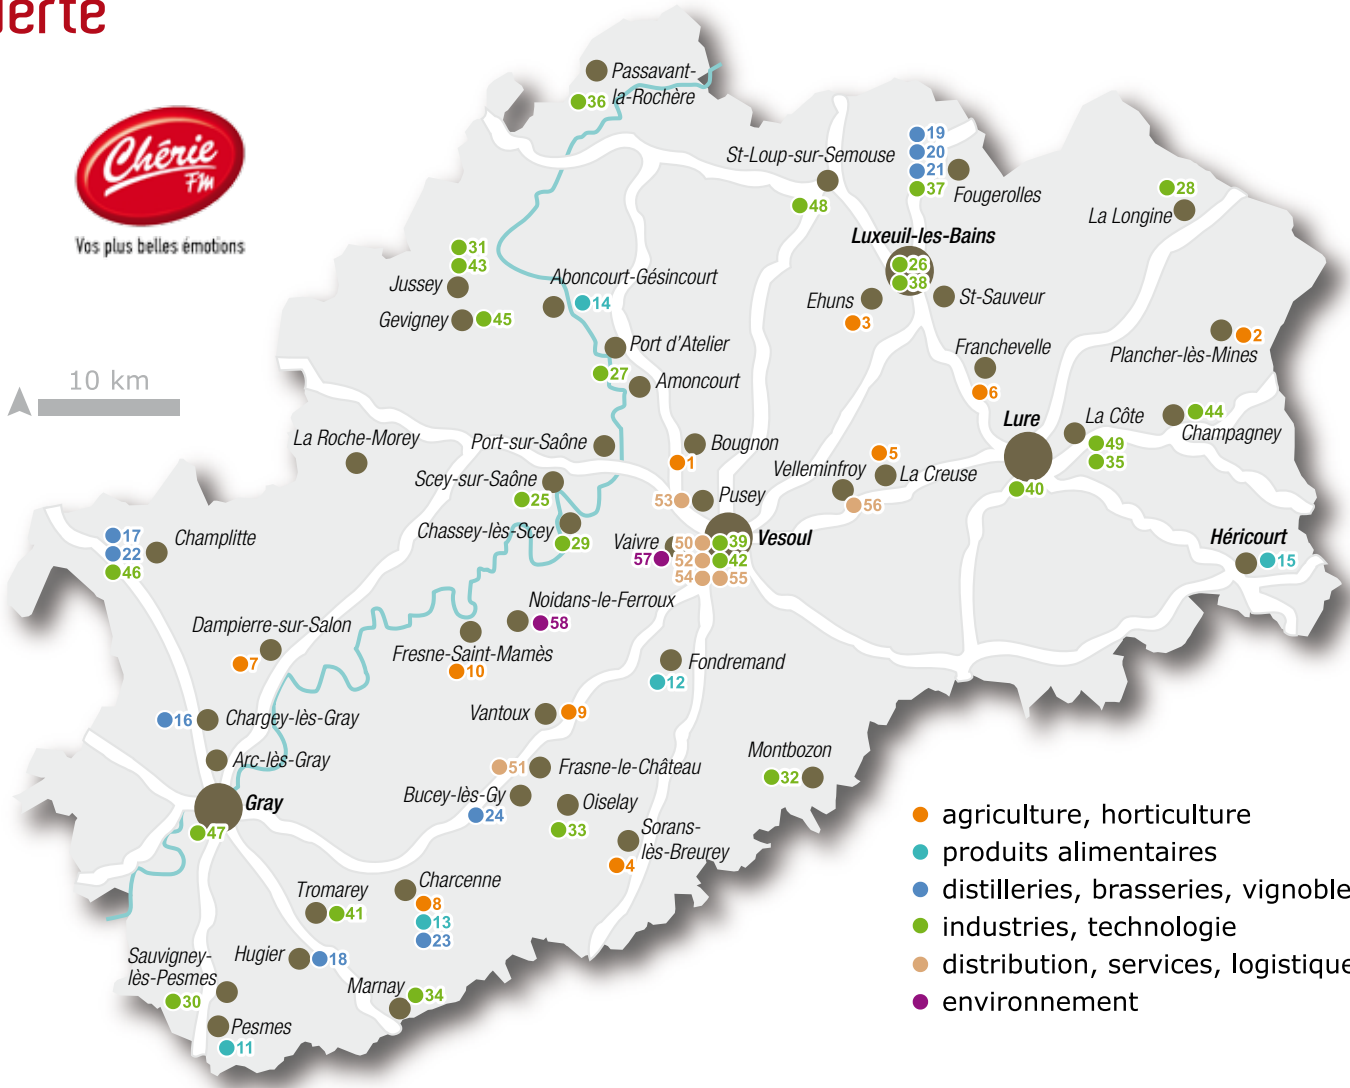 Chérie
FM
Vos plus belles émotions
10 km
Passavant-
la-Rochère
36
St-Loup-sur-Semouse
48
19
20
21
37
Fougerolles
28
La Longine
Luxeuil-les-Bains
26
38
31
43
Jussey
Gevigney
45
Aboncourt-Gésincourt
14
Ehuns
3
St-Sauveur
Port d'Atelier
27
Amoncourt
Franchevelle
6
2
Plancher-lès-Mines
La Roche-Morey
Port-sur-Saône
Bougnon
1
Lure
40
La Côte
49
35
44
Champagney
Scey-sur-Saône
25
53
Pusey
Velleminfroy
5
La Creuse
56
Chassey-lès-Scey
29
Vaivre
57
50
39
52
42
54
55
Vesoul
Héricourt
15
17
22
46
Champlitte
Noidans-le-Ferroux
58
Dampierre-sur-Salon
7
Fresne-Saint-Mamès
10
Fondremand
12
16
Chargey-lès-Gray
Vantoux
9
Arc-lès-Gray
Montbozon
32
51
Frasne-le-Château
Bucey-lès-Gy
24
Oiselay
33
Gray
47
Sorans-
lès-Breurey
4
Charcenne
8
13
23
Tromarey
41
Hugier
18
Sauvigney-
lès-Pesmes
30
Marnay
34
Pesmes
11
agriculture, horticulture
produits alimentaires
distilleries, brasseries, vignoble
industries, technologie
distribution, services, logistique
environnement